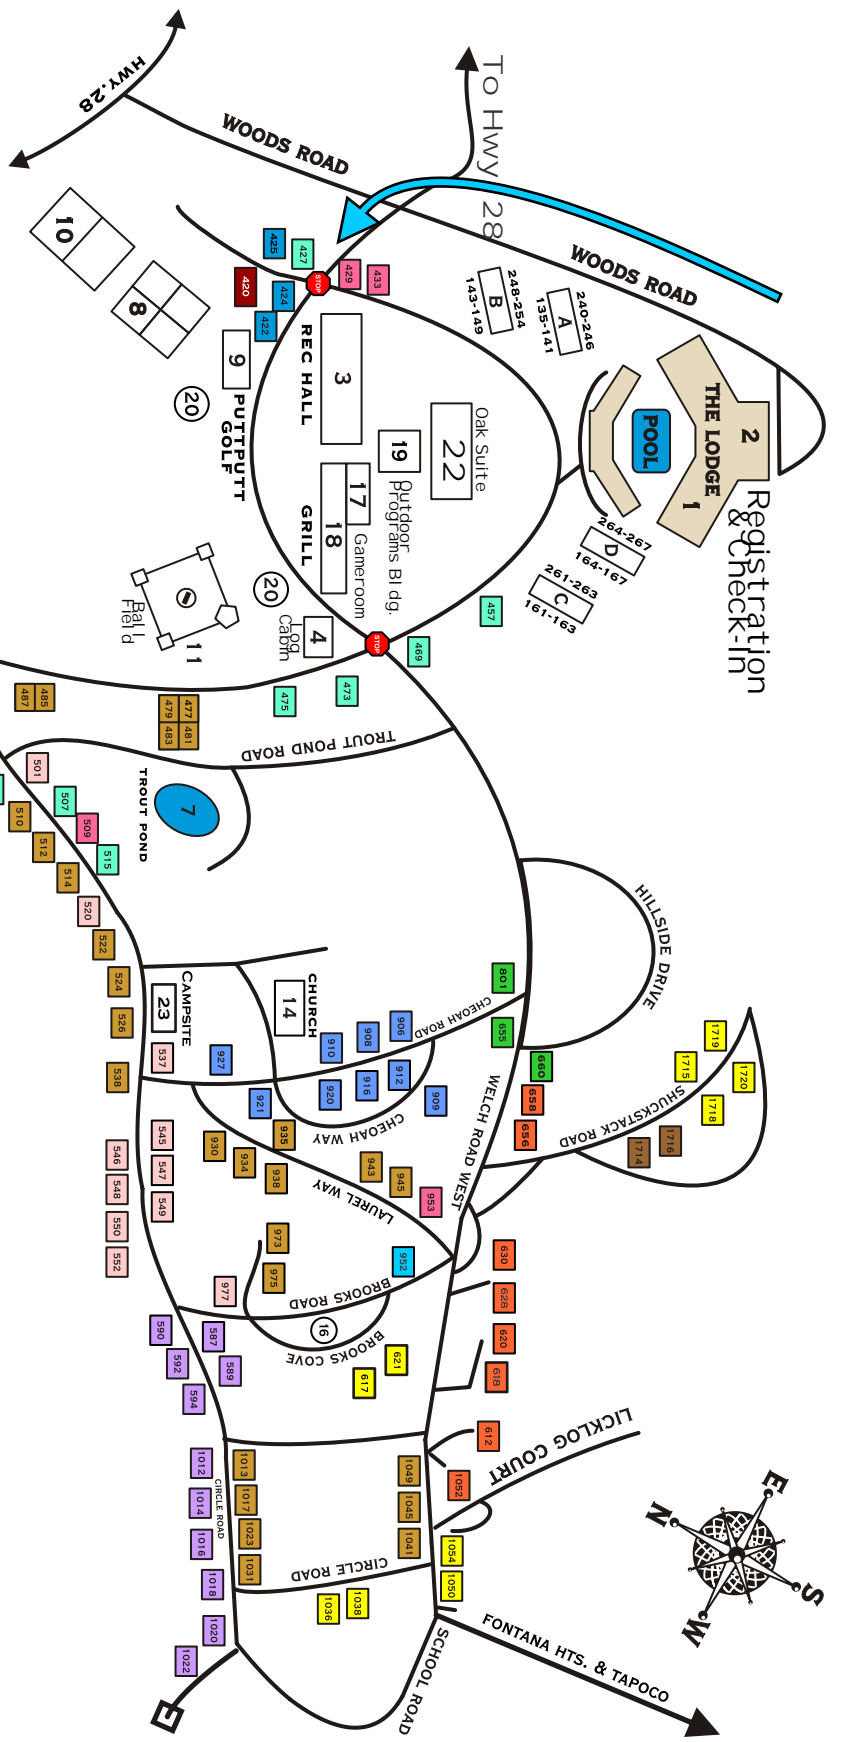 HWY.28
WOODS ROAD
To Hwy 28
WOODS ROAD
10
8
425
427
420
424
422
429
433
STOP
248-254
B
143-149
240-246
A
135-141
9
PUTTPUTT
GOLF
20
REC HALL
3
Oak Suite
22
19
Outdoor
Programs Bldg.
17
Gameroom
18
GRILL
THE LODGE
2
1
POOL
Registration
& Check-In
264-267
D
164-167
261-263
C
161-163
457
20
Ball
Field
11
Log
Cabin
4
STOP
469
473
475
487
485
479
477
483
481
TROUT POND ROAD
TROUT POND
7
501
507
509
515
510
512
514
520
522
524
526
538
HILLSIDE DRIVE
801
655
660
658
656
CHEOAH ROAD
CHURCH
14
CAMPSITE
23
537
927
910
908
906
920
916
912
909
921
CHEOAH WAY
WELCH ROAD WEST
1719
1715
1720
1718
1716
1714
SHUCKSTACK ROAD
545
547
549
546
548
550
552
930
934
935
938
943
945
953
LAUREL WAY
973
975
977
952
BROOKS ROAD
16
BROOKS COVE
621
617
630
628
620
618
612
1052
590
592
594
587
589
LICKLOG COURT
1012
1014
1016
1018
1020
1022
CIRCLE ROAD
1013
1017
1023
1031
1049
1045
1041
1054
1050
CIRCLE ROAD
1036
1038
SCHOOL ROAD
FONTANA HTS. & TAPOCO
E
N
S
W